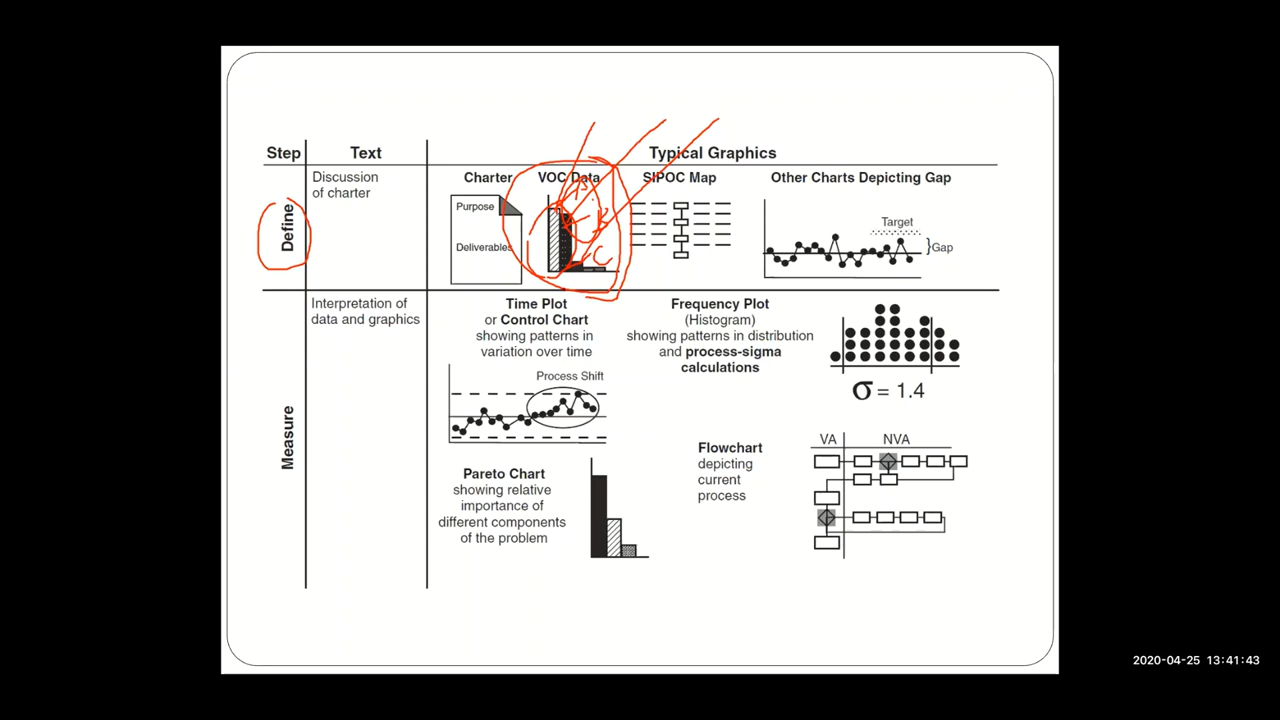 Step Text Typical Graphics
Define
Discussion
of charter
Charter
Purpose
Deliverables
VOC Data
B
C
SIPOC Map
Other Charts Depicting Gap
Target
Gap
Measure
Interpretation of
data and graphics
Time Plot
or Control Chart
showing patterns in
variation over time
Process Shift
Frequency Plot
(Histogram)
showing patterns in distribution
and process-sigma
calculations
σ = 1.4
Pareto Chart
showing relative
importance of
different components
of the problem
Flowchart
depicting
current
process
VA NVA
2020-04-25 13:41:43